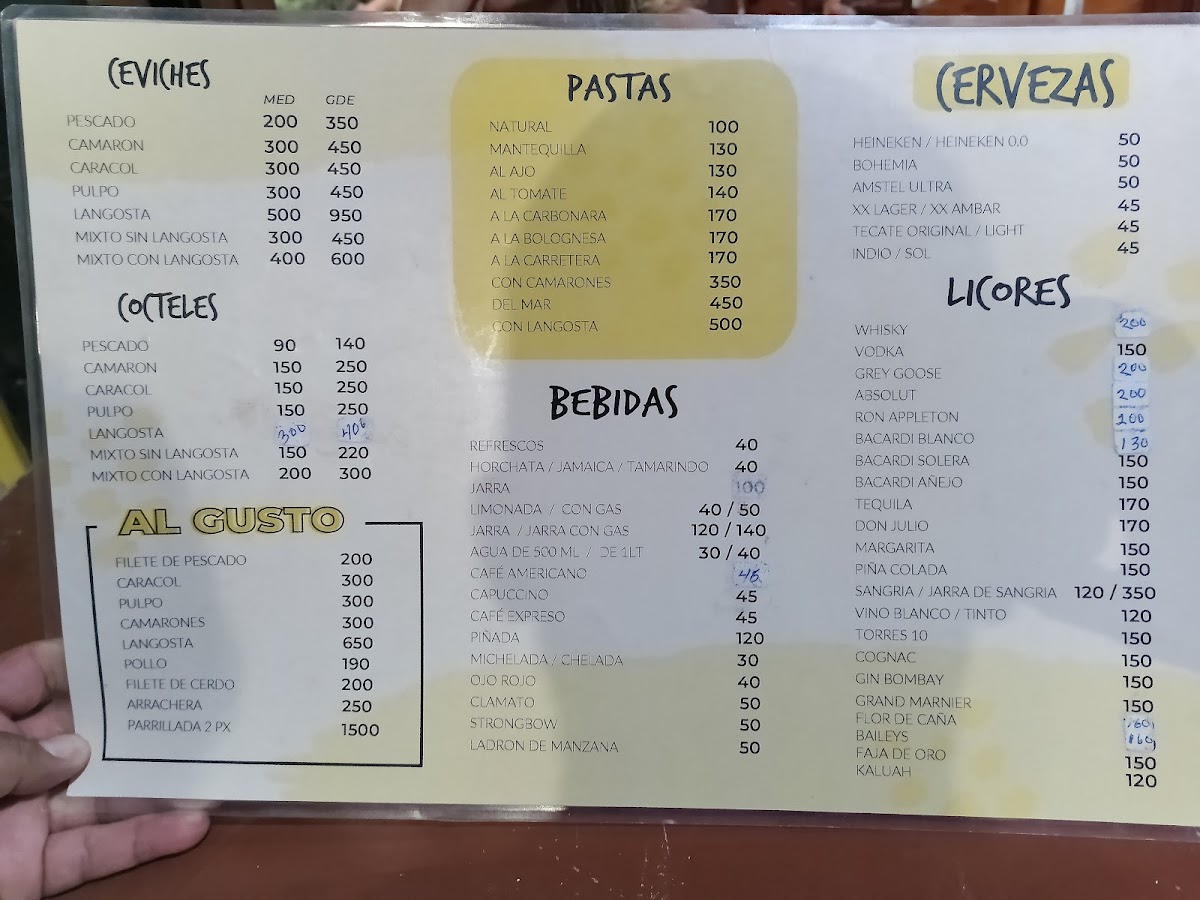 CEVICHES
MED GDE
PESCADO 200 350
CAMARON 300 450
CARACOL 300 450
PULPO 300 450
LANGOSTA 500 950
MIXTO SIN LANGOSTA 300 450
MIXTO CON LANGOSTA 400 600
COCTELES
PESCADO 90 140
CAMARON 150 250
CARACOL 150 250
PULPO 150 250
LANGOSTA 300 400
MIXTO SIN LANGOSTA 150 220
MIXTO CON LANGOSTA 200 300
AL GUSTO
FILETE DE PESCADO 200
CARACOL 300
PULPO 300
CAMARONES 300
LANGOSTA 650
POLLO 190
FILETE DE CERDO 200
ARRACHERA 250
PARRILLADA 2 PX 1500
PASTAS
NATURAL 100
MANTEQUILLA 130
AL AJO 130
AL TOMATE 140
A LA CARBONARA 170
A LA BOLOGNESA 170
A LA CARRETERA 170
CON CAMARONES 350
DEL MAR 450
CON LANGOSTA 500
BEBIDAS
REFRESCOS 40
HORCHATA / JAMAICA / TAMARINDO 40
JARRA 100
LIMONADA / CON GAS 40 / 50
JARRA / JARRA CON GAS 120 / 140
AGUA DE 500 ML / DE 1LT 30 / 40
CAFÉ AMERICANO 45
CAPUCCINO 45
CAFÉ EXPRESO 45
PIÑADA 120
MICHELADA / CHELADA 30
OJO ROJO 40
CLAMATO 50
STRONGBOW 50
LADRON DE MANZANA 50
CERVEZAS
HEINEKEN / HEINEKEN 0.0 50
BOHEMIA 50
AMSTEL ULTRA 50
XX LAGER / XX AMBAR 45
TECATE ORIGINAL / LIGHT 45
INDIO / SOL 45
LICORES
WHISKY 200
VODKA 150
GREY GOOSE 200
ABSOLUT 200
RON APPLETON 200
BACARDI BLANCO 130
BACARDI SOLERA 150
BACARDI AÑEJO 150
TEQUILA 170
DON JULIO 170
MARGARITA 150
PIÑA COLADA 150
SANGRIA / JARRA DE SANGRIA 120 / 350
VINO BLANCO / TINTO 120
TORRES 10 150
COGNAC 150
GIN BOMBAY 150
GRAND MARNIER 150
FLOR DE CAÑA 160
BAILEYS 160
FAJA DE ORO 150
KALUAH 120